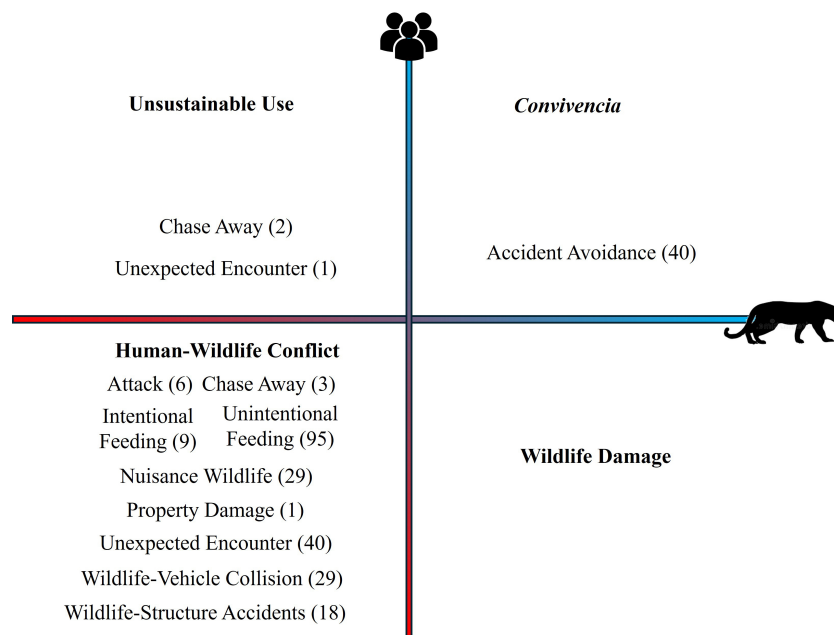 Unsustainable Use
Convivencia
Chase Away (2)
Unexpected Encounter (1)
Accident Avoidance (40)
Human-Wildlife Conflict
Attack (6) Chase Away (3)
Intentional
Feeding (9)
Unintentional
Feeding (95)
Nuisance Wildlife (29)
Property Damage (1)
Unexpected Encounter (40)
Wildlife-Vehicle Collision (29)
Wildlife-Structure Accidents (18)
Wildlife Damage